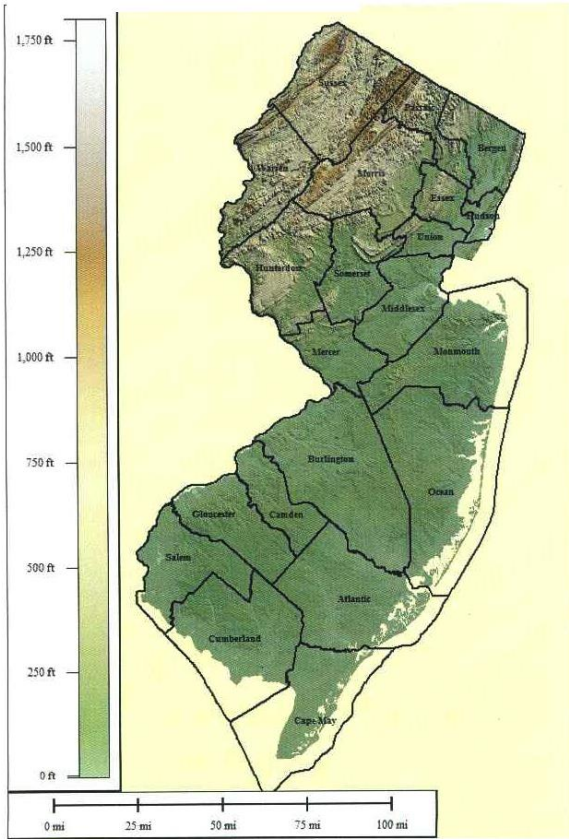 1,750 ft
1,500 ft
1,250 ft
1,000 ft
750 ft
500 ft
250 ft
0 ft
Sussex
Passaic
Bergen
Warren
Morris
Essex
Hudson
Union
Hunterdon
Somerset
Middlesex
Mercer
Monmouth
Burlington
Ocean
Gloucester
Camden
Salem
Atlantic
Cumberland
Cape May
0 mi
25 mi
50 mi
75 mi
100 mi